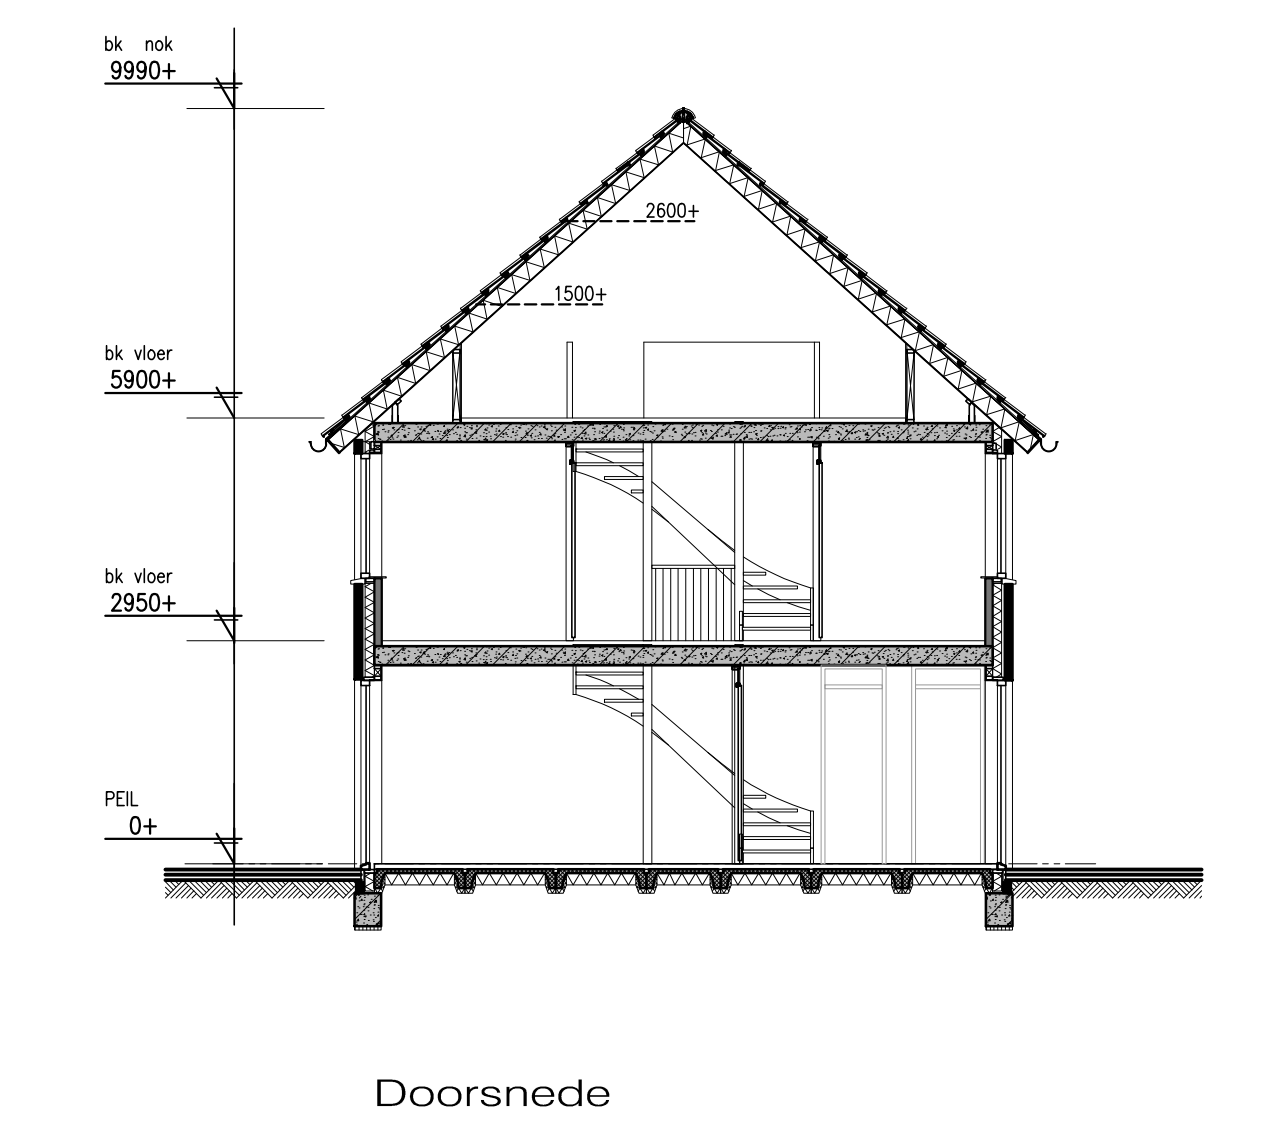 bk nok
9990+
2600+
1500+
bk vloer
5900+
bk vloer
2950+
PEIL
0+
Doorsnede